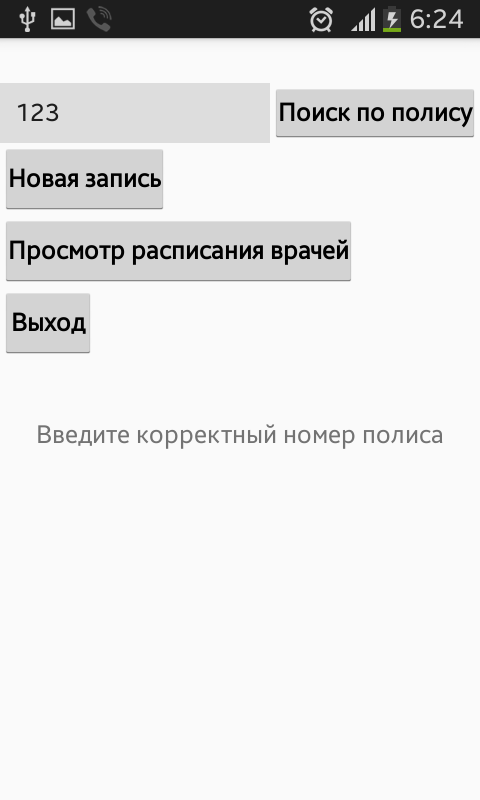 6:24
123
Поиск по полису
Новая запись
Просмотр расписания врачей
Выход
Введите корректный номер полиса